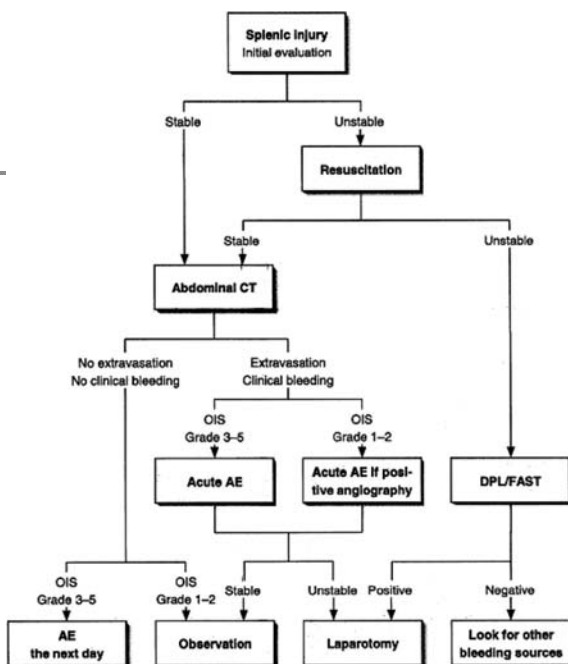 Splenic injury
Initial evaluation
Stable
Unstable
Resuscitation
Stable
Unstable
Abdominal CT
No extravasation
No clinical bleeding
Extravasation
Clinical bleeding
OIS
Grade 3–5
OIS
Grade 1–2
Acute AE
Acute AE if posi-
tive angiography
DPL/FAST
OIS
Grade 3–5
OIS
Grade 1–2
Stable
Unstable
Positive
Negative
AE
the next day
Observation
Laparotomy
Look for other
bleeding sources